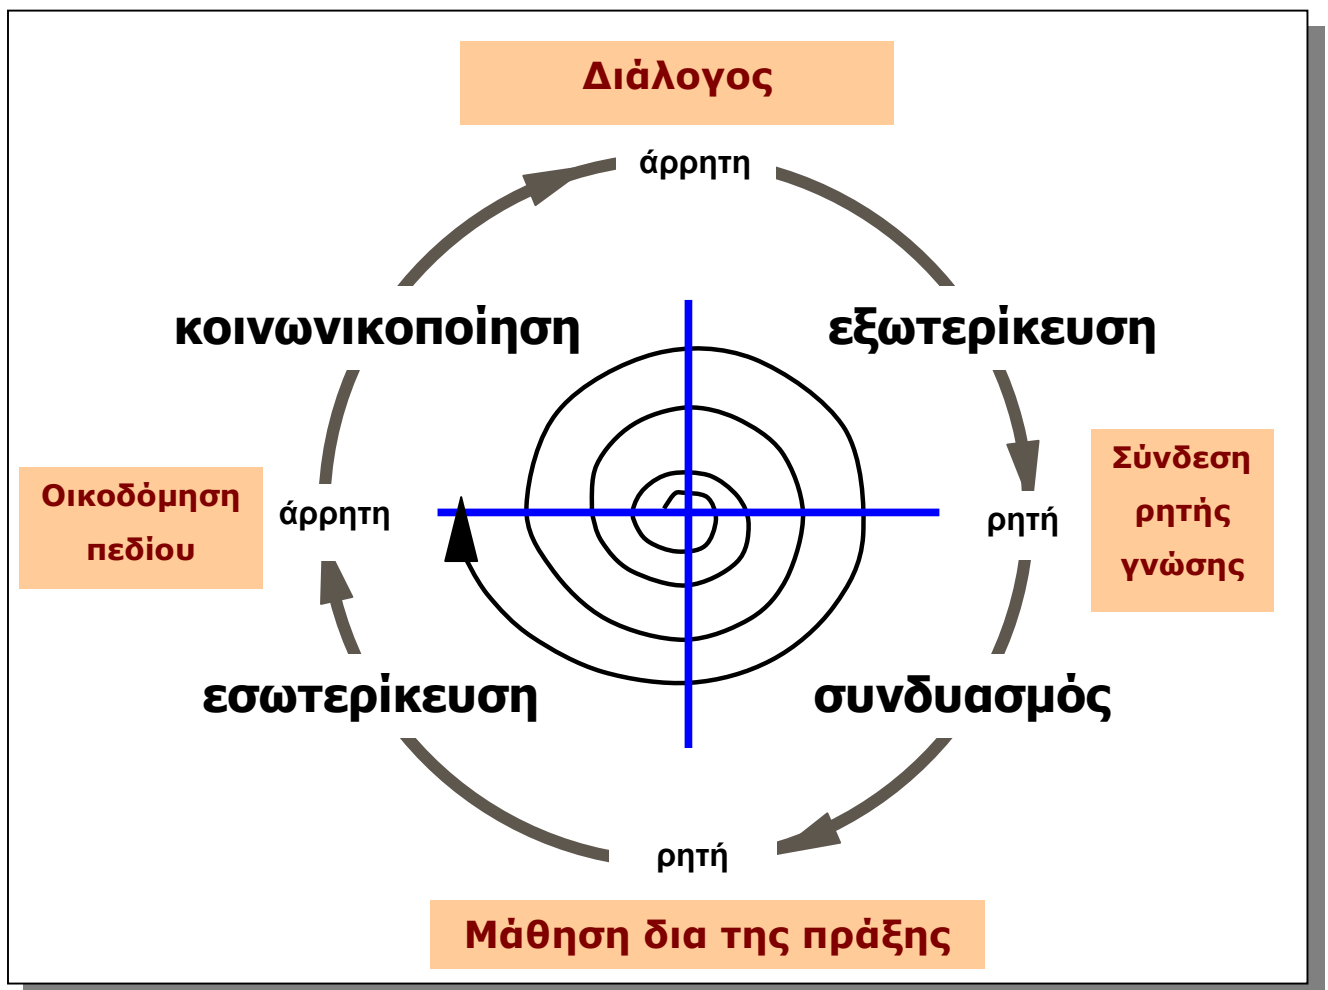 Διάλογος
άρρητη
κοινωνικοποίηση
εξωτερίκευση
Οικοδόμηση
πεδίου
άρρητη
ρητή
Σύνδεση
ρητής
γνώσης
εσωτερίκευση
συνδυασμός
ρητή
Μάθηση δια της πράξης